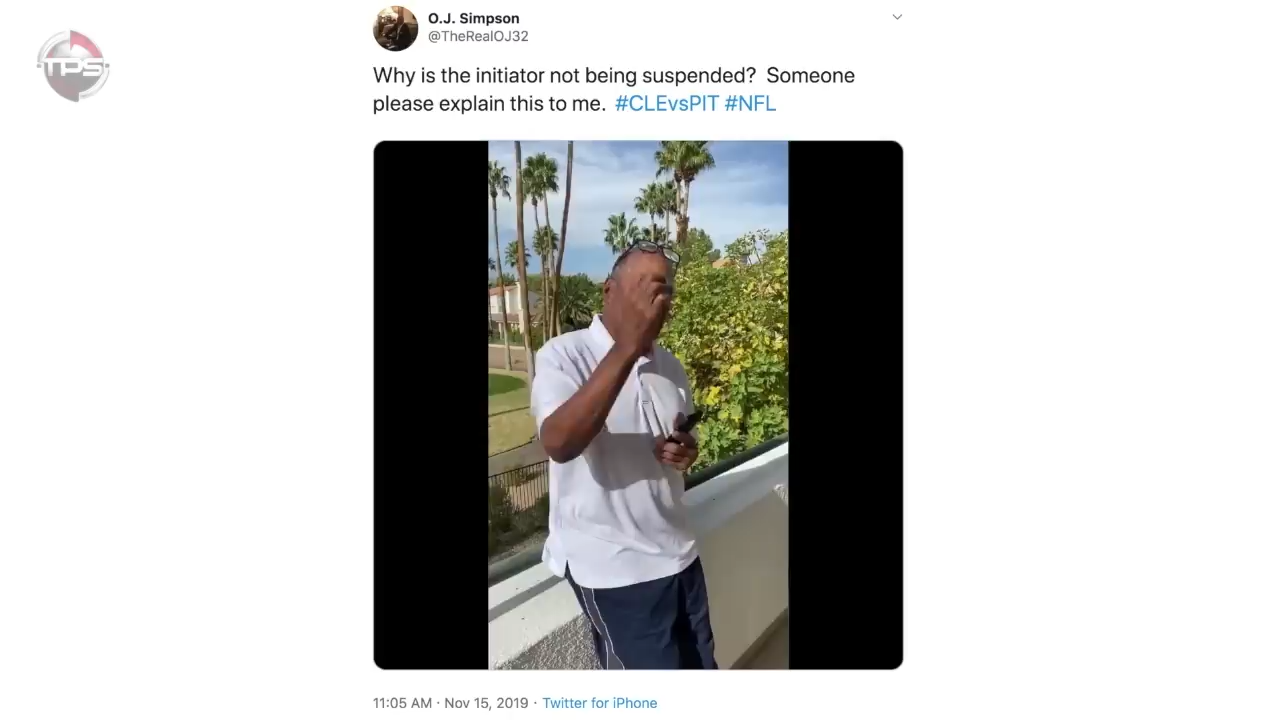 TPS
O.J. Simpson
@TheRealOJ32
Why is the initiator not being suspended?  Someone
please explain this to me.  #CLEvsPIT #NFL
11:05 AM · Nov 15, 2019 · Twitter for iPhone